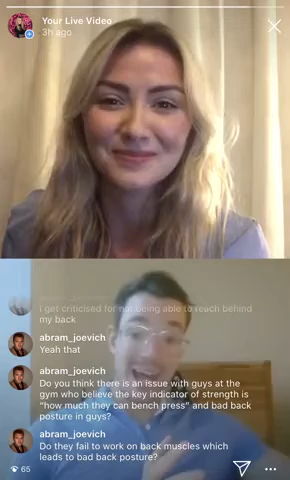 Your Live Video
3h ago
i get criticised for not being able to reach behind
my back
abram_joevich
Yeah that
abram_joevich
Do you think there is an issue with guys at the
gym who believe the key indicator of strength is
"how much they can bench press" and bad back
posture in guys?
abram_joevich
Do they fail to work on back muscles which
leads to bad back posture?
65